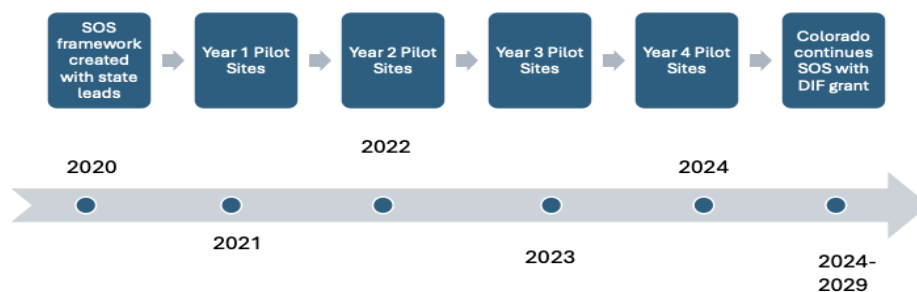 SOS
framework
created
with state
leads
Year 1 Pilot
Sites
Year 2 Pilot
Sites
Year 3 Pilot
Sites
Year 4 Pilot
Sites
Colorado
continues
SOS with
DIF grant
2020
2021
2022
2023
2024
2024-
2029